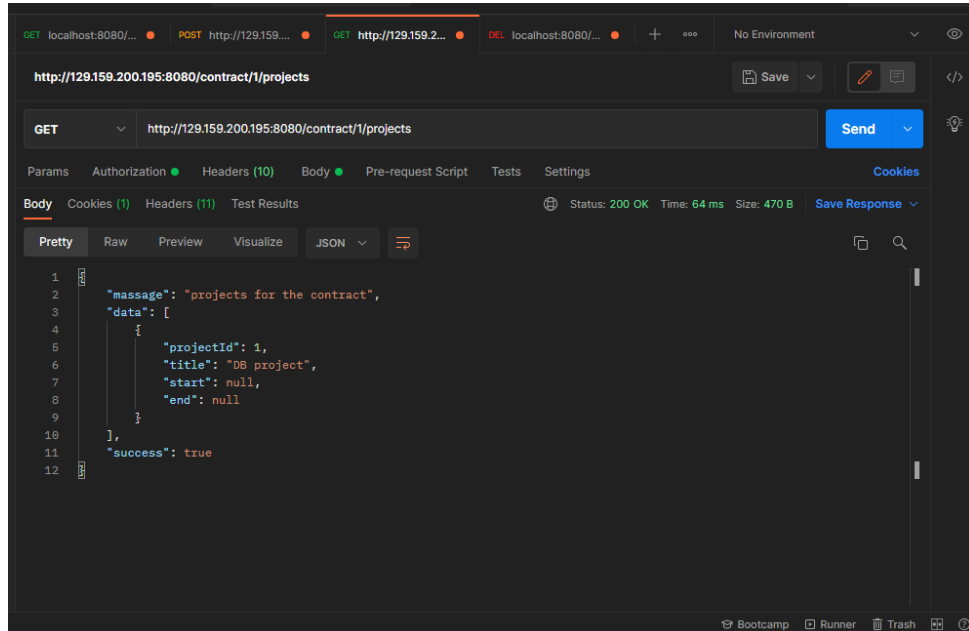 GET localhost:8080/... POST http://129.159.... GET http://129.159.2... DEL localhost:8080/... + ooo No Environment
http://129.159.200.195:8080/contract/1/projects Save
GET http://129.159.200.195:8080/contract/1/projects Send
Params Authorization Headers (10) Body Pre-request Script Tests Settings Cookies
Body Cookies (1) Headers (11) Test Results Status: 200 OK Time: 64 ms Size: 470 B Save Response
Pretty Raw Preview Visualize JSON
1 {
2 "massage": "projects for the contract",
3 "data": [
4 {
5 "projectId": 1,
6 "title": "DB project",
7 "start": null,
8 "end": null
9 }
10 ],
11 "success": true
12 }
Bootcamp Runner Trash